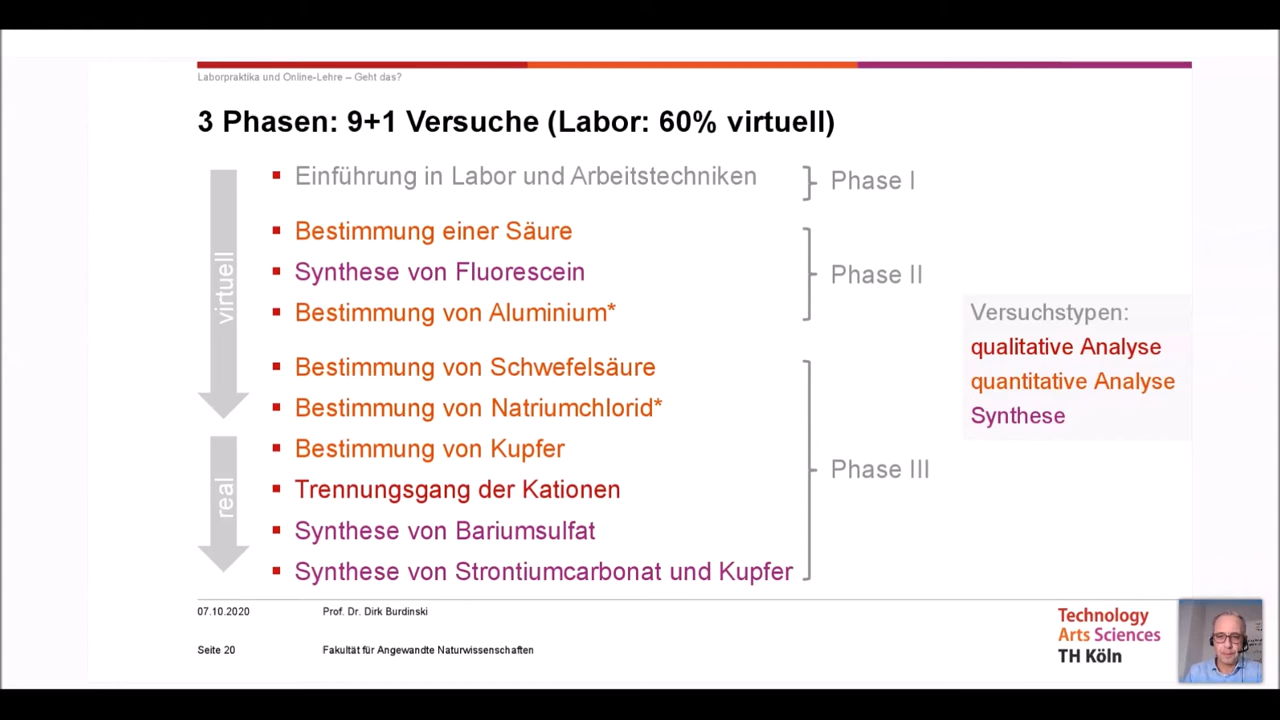 Laborpraktika und Online-Lehre – Geht das?
3 Phasen: 9+1 Versuche (Labor: 60% virtuell)
virtuell
▪ Einführung in Labor und Arbeitstechniken
Phase I
▪ Bestimmung einer Säure
▪ Synthese von Fluorescein
▪ Bestimmung von Aluminium*
Phase II
▪ Bestimmung von Schwefelsäure
▪ Bestimmung von Natriumchlorid*
real
▪ Bestimmung von Kupfer
▪ Trennungsgang der Kationen
▪ Synthese von Bariumsulfat
▪ Synthese von Strontiumcarbonat und Kupfer
Phase III
Versuchstypen:
qualitative Analyse
quantitative Analyse
Synthese
07.10.2020 Prof. Dr. Dirk Burdinski
Seite 20 Fakultät für Angewandte Naturwissenschaften
Technology
Arts Sciences
TH Köln